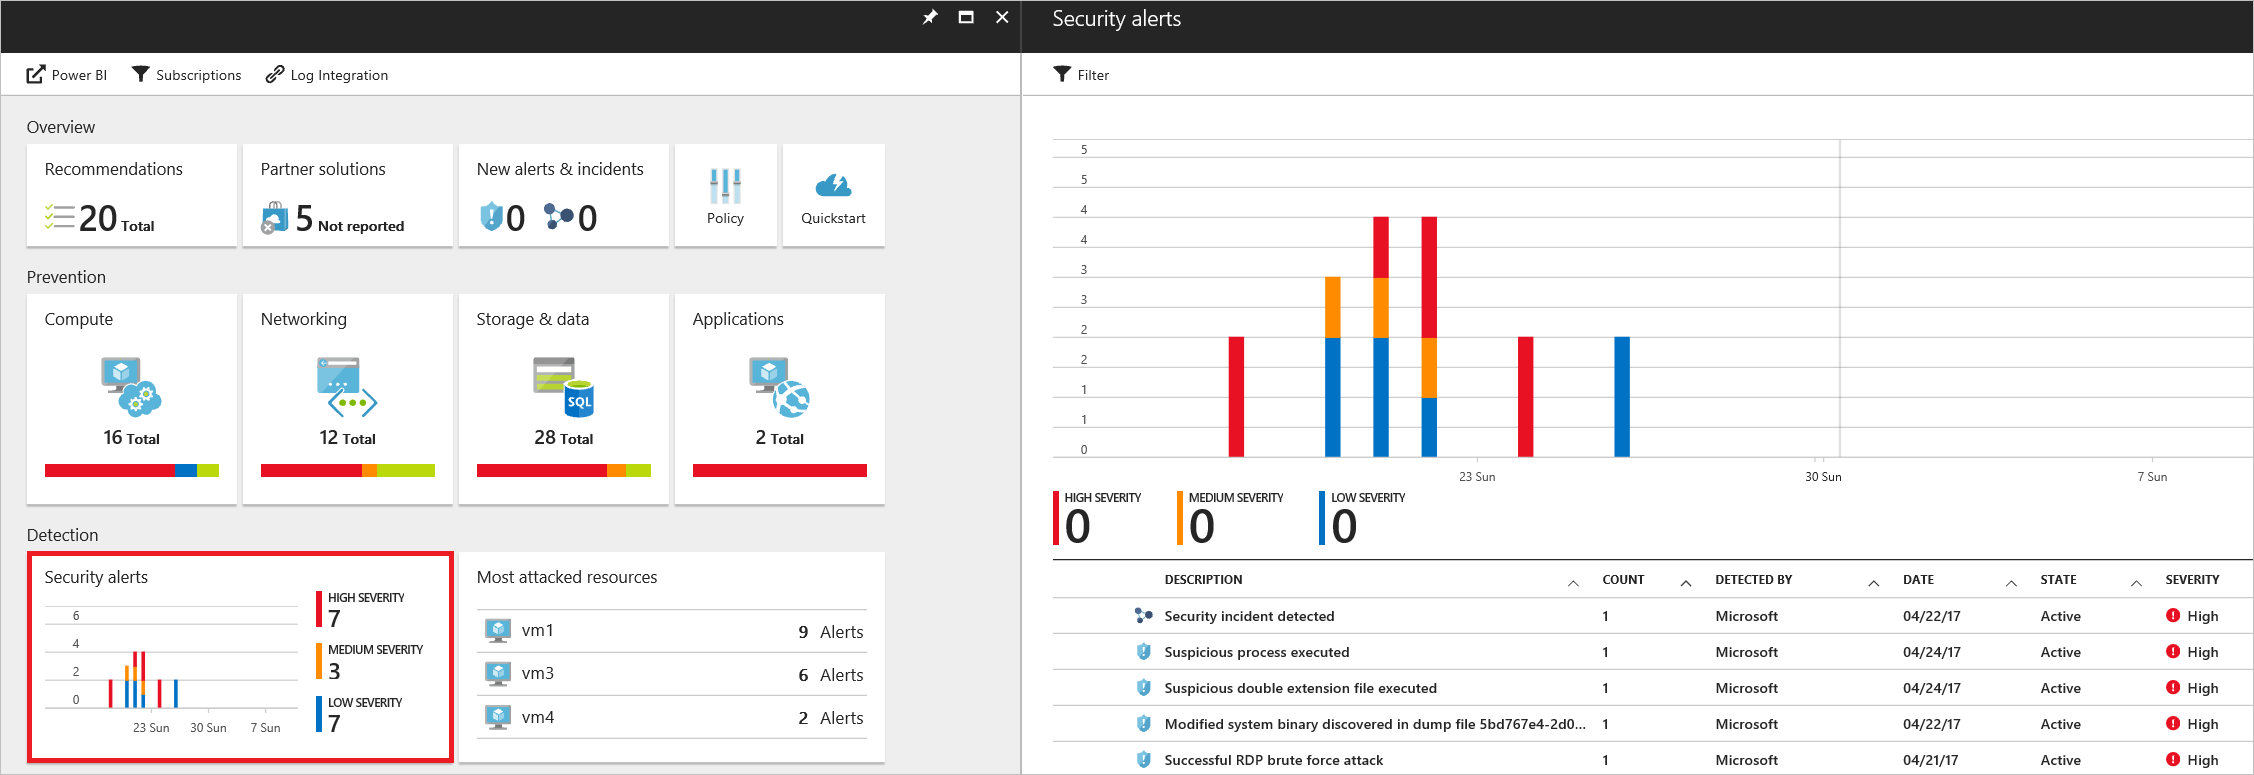 Security alerts
Power BI Subscriptions Log Integration
Filter
Overview
Recommendations
20 Total
Partner solutions
5 Not reported
New alerts & incidents
0 0
Policy
Quickstart
Prevention
Compute
16 Total
Networking
12 Total
Storage & data
SQL
28 Total
Applications
2 Total
Detection
Security alerts
6
4
2
0
23 Sun 30 Sun 7 Sun
HIGH SEVERITY
7
MEDIUM SEVERITY
3
LOW SEVERITY
7
Most attacked resources
vm1 9 Alerts
vm3 6 Alerts
vm4 2 Alerts
5
5
4
4
3
3
2
2
1
1
0
23 Sun 30 Sun 7 Sun
HIGH SEVERITY
0
MEDIUM SEVERITY
0
LOW SEVERITY
0
DESCRIPTION COUNT DETECTED BY DATE STATE SEVERITY
Security incident detected 1 Microsoft 04/22/17 Active High
Suspicious process executed 1 Microsoft 04/24/17 Active High
Suspicious double extension file executed 1 Microsoft 04/24/17 Active High
Modified system binary discovered in dump file 5bd767e4-2d0... 1 Microsoft 04/22/17 Active High
Successful RDP brute force attack 1 Microsoft 04/21/17 Active High